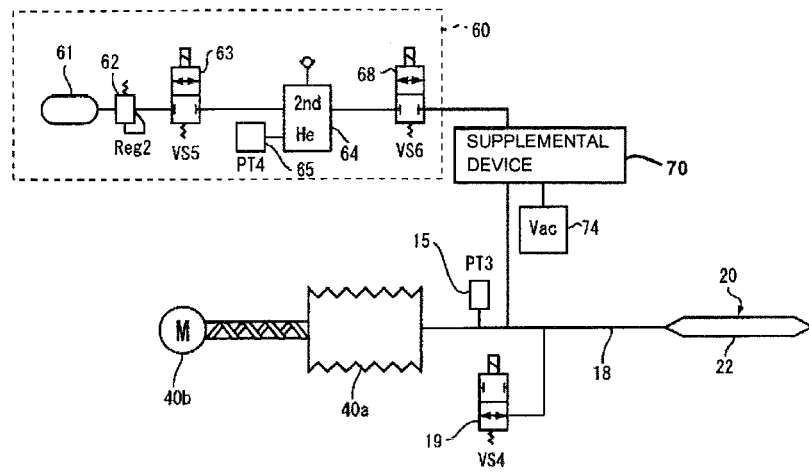 60
61
62
63
68
2nd
He
Reg2
VS5
PT4
65
64
VS6
SUPPLEMENTAL
DEVICE
70
Vac
74
15
PT3
20
M
40b
40a
18
22
19
VS4